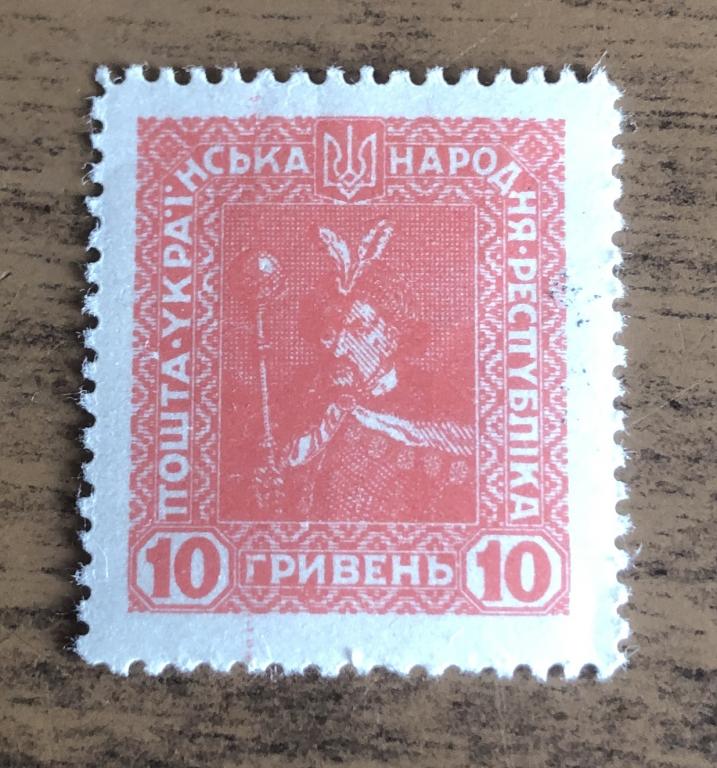 ПОШТА·УКРАЇНСЬКА НАРОДНЯ·РЕСПУБЛІКА
10 ГРИВЕНЬ 10